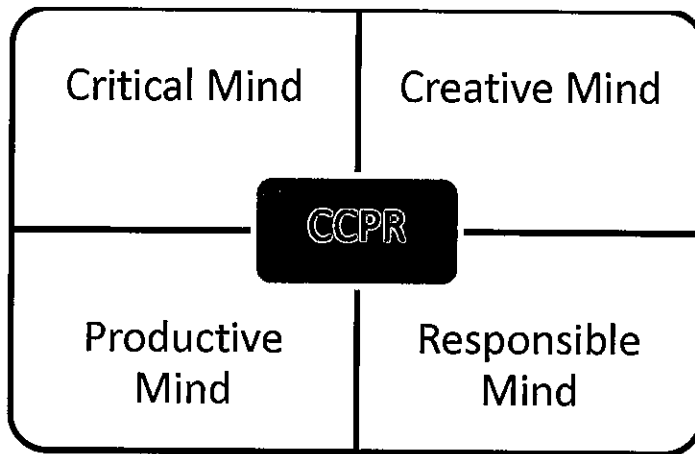 Critical Mind
Creative Mind
CCPR
Productive
Mind
Responsible
Mind